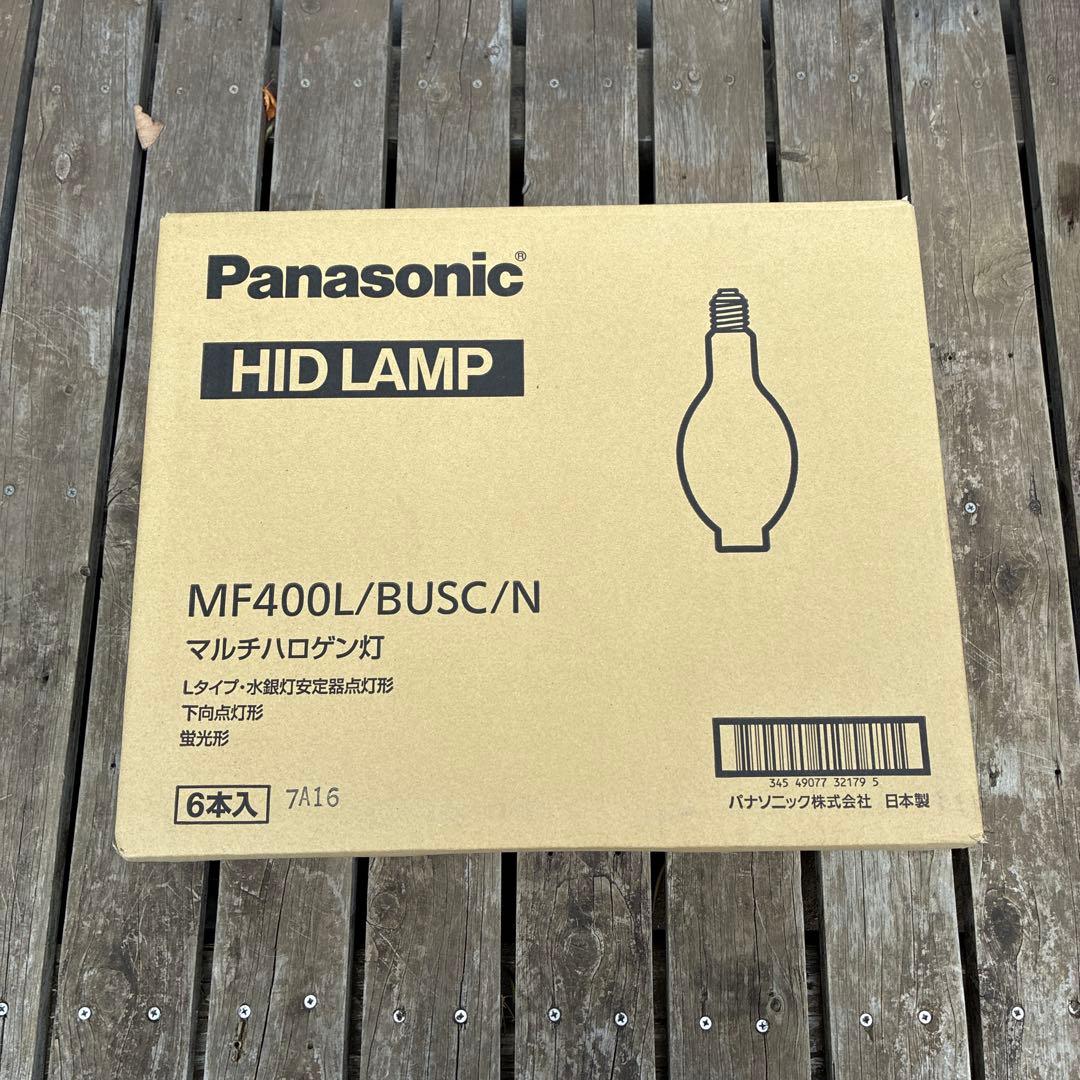 Panasonic®
HID LAMP
MF400L/BUSC/N
マルチハロゲン灯
Lタイプ・水銀灯安定器点灯形
下向点灯形
蛍光形
6本入 7A16
345 49077 32179 5
パナソニック株式会社 日本製